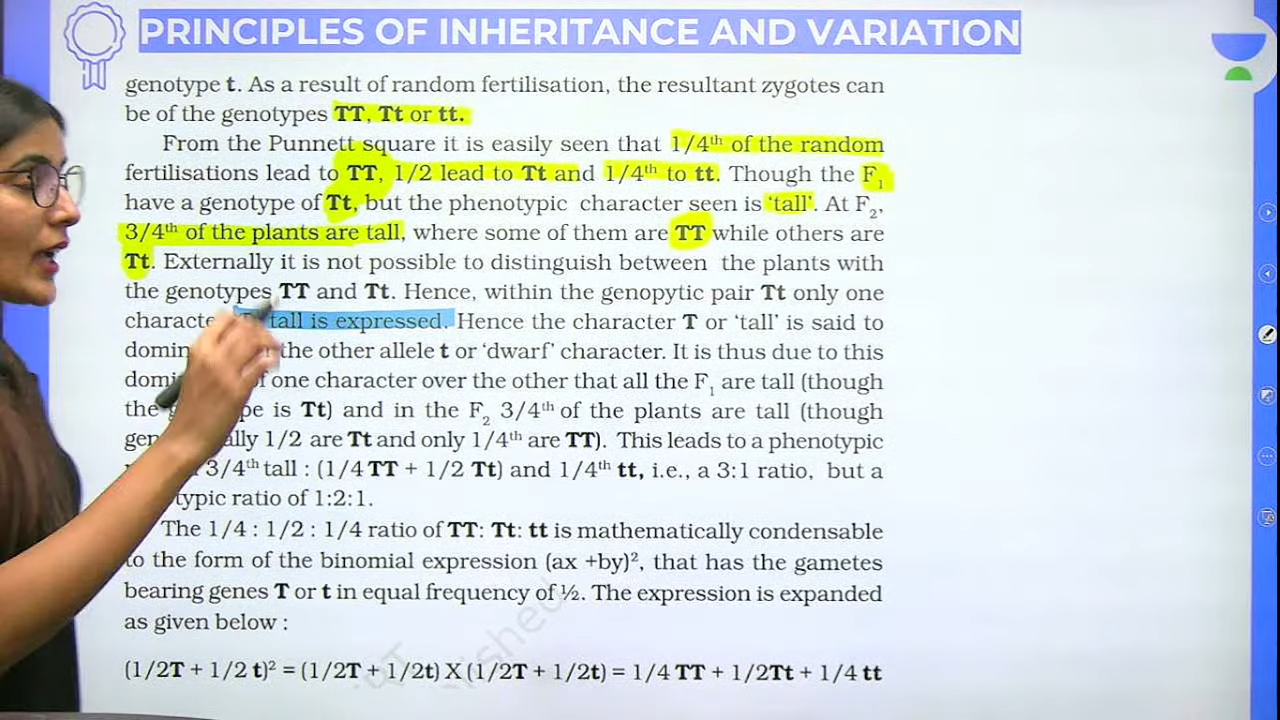 PRINCIPLES OF INHERITANCE AND VARIATION
genotype t. As a result of random fertilisation, the resultant zygotes can
be of the genotypes TT, Tt or tt.
From the Punnett square it is easily seen that 1/4th of the random
fertilisations lead to TT, 1/2 lead to Tt and 1/4th to tt. Though the F1
have a genotype of Tt, but the phenotypic character seen is ‘tall’. At F2,
3/4th of the plants are tall, where some of them are TT while others are
Tt. Externally it is not possible to distinguish between the plants with
the genotypes TT and Tt. Hence, within the genopytic pair Tt only one
tall is expressed. Hence the character T or ‘tall’ is said to
the other allele t or ‘dwarf’ character. It is thus due to this
one character over the other that all the F1 are tall (though
the is Tt) and in the F2 3/4th of the plants are tall (though
1/2 are Tt and only 1/4th are TT). This leads to a phenotypic
3/4th tall : (1/4 TT + 1/2 Tt) and 1/4th tt, i.e., a 3:1 ratio, but a
ratio of 1:2:1.
The 1/4 : 1/2 : 1/4 ratio of TT: Tt: tt is mathematically condensable
to the form of the binomial expression (ax +by)², that has the gametes
bearing genes T or t in equal frequency of ½. The expression is expanded
as given below :
(1/2T + 1/2 t)² = (1/2T + 1/2t) X (1/2T + 1/2t) = 1/4 TT + 1/2Tt + 1/4 tt